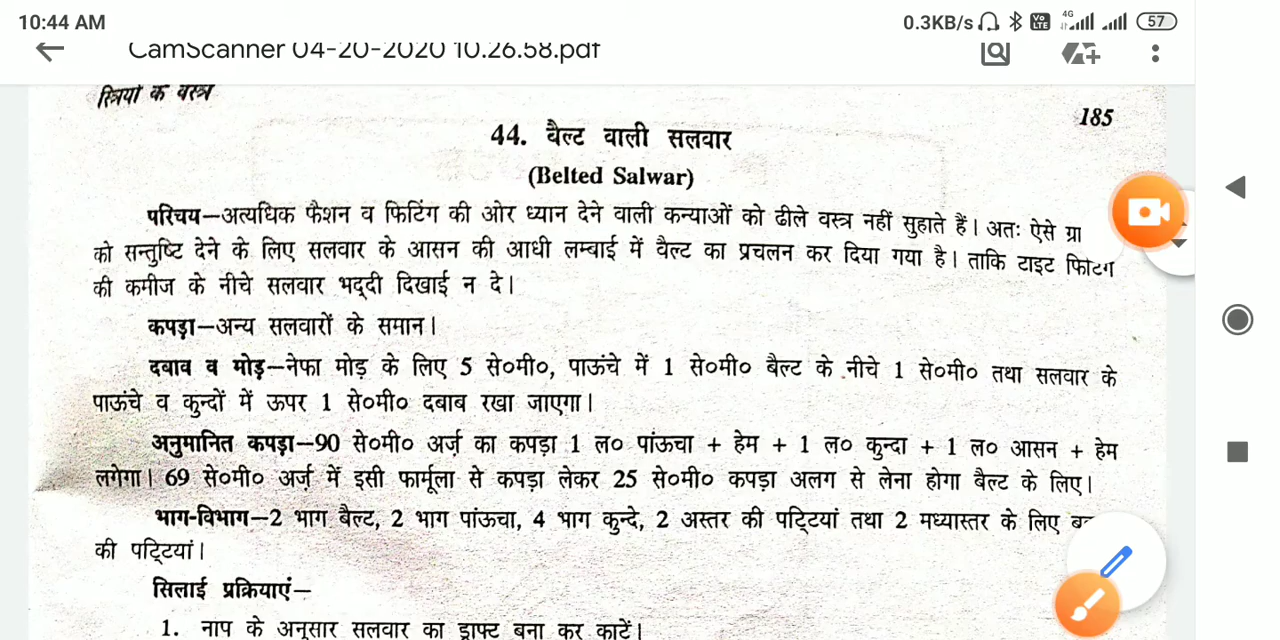 10:44 AM
0.3KB/s
Vo LTE
4G
57
CamScanner 04-20-2020 10.26.58.pdf
स्त्रियों के वस्त्र
185
44. बैल्ट वाली सलवार
(Belted Salwar)
परिचय–अत्यधिक फैशन व फिटिंग की ओर ध्यान देने वाली कन्याओं को ढीले वस्त्र नहीं सुहाते हैं। अतः ऐसे ग्रा
को सन्तुष्टि देने के लिए सलवार के आसन की आधी लम्बाई में वैल्ट का प्रचलन कर दिया गया है। ताकि टाइट फिटिंग
की कमीज के नीचे सलवार भद्दी दिखाई न दे।
कपड़ा–अन्य सलवारों के समान।
दबाव व मोड़–नेफा मोड़ के लिए 5 से०मी०, पाऊंचे में 1 से०मी० बैल्ट के नीचे 1 से०मी० तथा सलवार के
पाऊंचे व कुन्दों में ऊपर 1 से०मी० दबाब रखा जाएगा।
अनुमानित कपड़ा–90 से०मी० अर्ज़ का कपड़ा 1 ल० पांऊचा + हेम + 1 ल० कुन्दा + 1 ल० आसन + हेम
लगेगा। 69 से०मी० अर्ज़ में इसी फार्मूला से कपड़ा लेकर 25 से०मी० कपड़ा अलग से लेना होगा बैल्ट के लिए।
भाग-विभाग–2 भाग बैल्ट, 2 भाग पांऊचा, 4 भाग कुन्दे, 2 अस्तर की पट्टियां तथा 2 मध्यास्तर के लिए
की पट्टियां।
सिलाई प्रक्रियाएं–
1. नाप के अनुसार सलवार का ड्राफ्ट बना कर काटें।